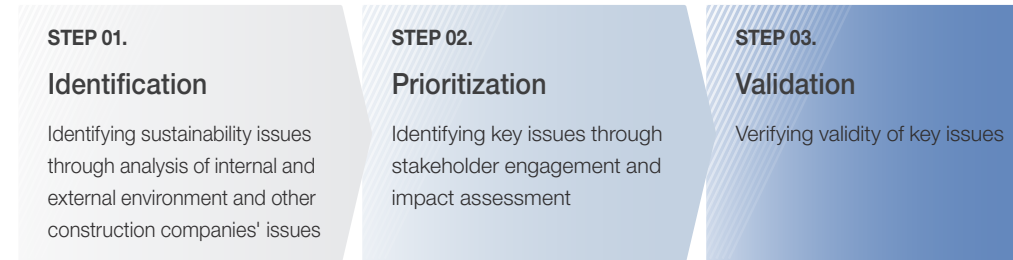 STEP 01.
Identification
Identifying sustainability issues
through analysis of internal and
external environment and other
construction companies' issues
STEP 02.
Prioritization
Identifying key issues through
stakeholder engagement and
impact assessment
STEP 03.
Validation
Verifying validity of key issues